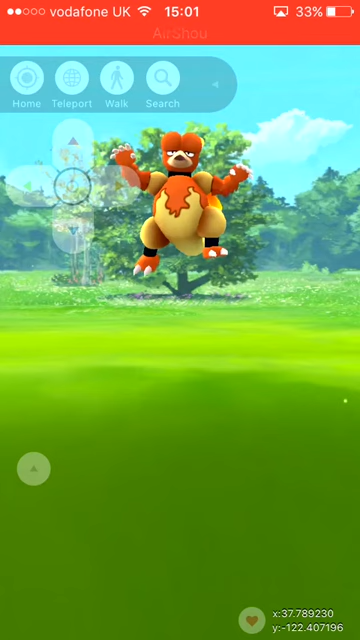 vodafone UK 15:01 33%
AirShou
Home Teleport Walk Search
x:37.789230
y:-122.407196